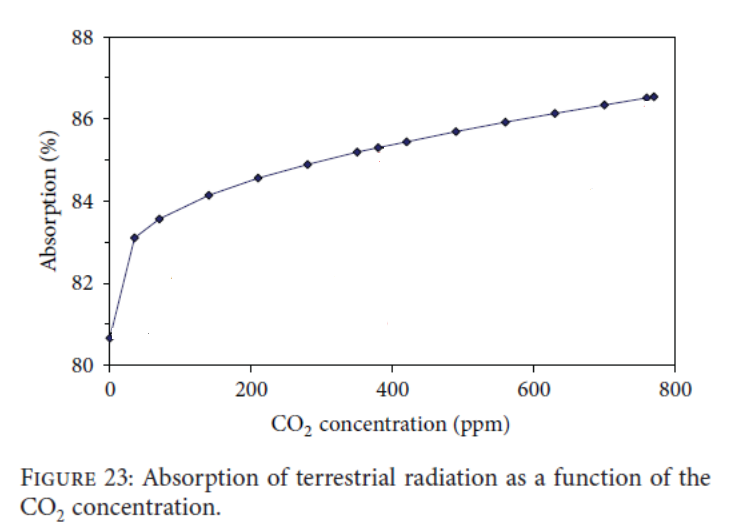 88
86
84
82
80
Absorption (%)
0 200 400 600 800
CO₂ concentration (ppm)
FIGURE 23: Absorption of terrestrial radiation as a function of the
CO₂ concentration.